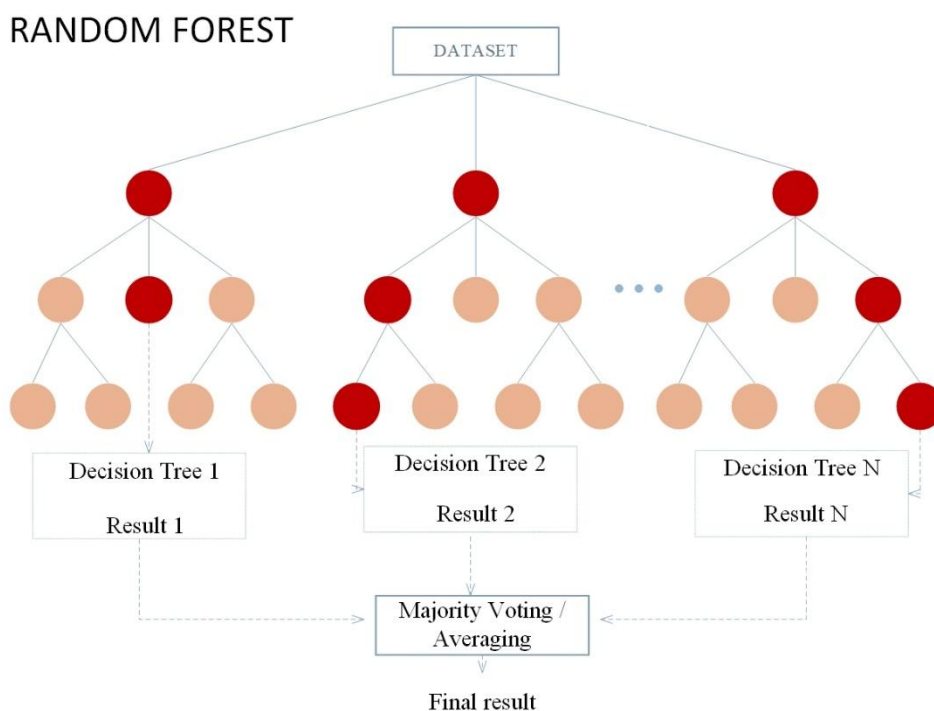 RANDOM FOREST
DATASET
Decision Tree 1
Result 1
Decision Tree 2
Result 2
Decision Tree N
Result N
Majority Voting /
Averaging
Final result